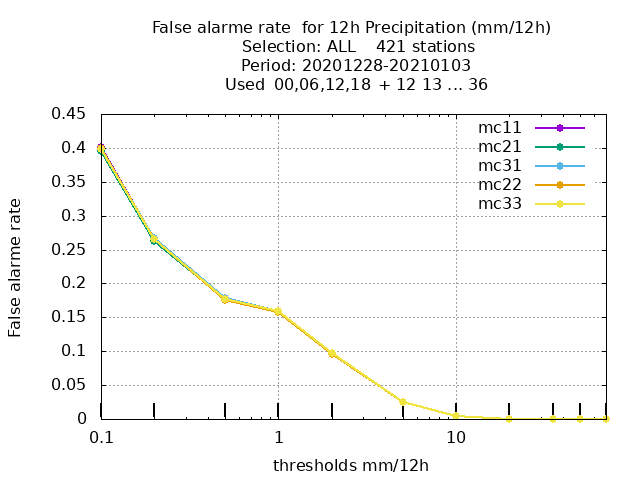 False alarme rate  for 12h Precipitation (mm/12h)
Selection: ALL    421 stations
Period: 20201228-20210103
Used  00,06,12,18  + 12 13 ... 36
0.45
0.4
0.35
0.3
0.25
0.2
0.15
0.1
0.05
0
False alarme rate
mc11
mc21
mc31
mc22
mc33
0.1
1
10
thresholds mm/12h